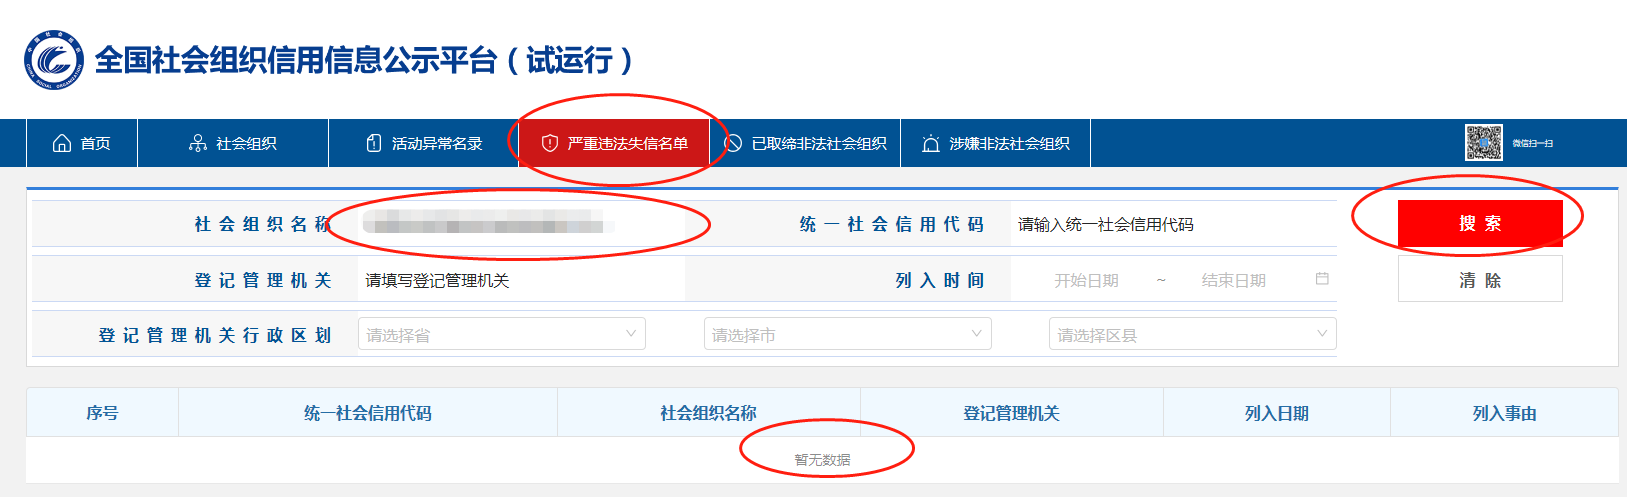 全国社会组织信用信息公示平台（试运行）
首页 社会组织 活动异常名录 严重违法失信名单 已取缔非法社会组织 涉嫌非法社会组织 微信扫一扫
社会组织名称 统一社会信用代码 请输入统一社会信用代码 搜索
登记管理机关 请填写登记管理机关 列入时间 开始日期 ~ 结束日期 清除
登记管理机关行政区划 请选择省 请选择市 请选择区县
序号 统一社会信用代码 社会组织名称 登记管理机关 列入日期 列入事由
暂无数据